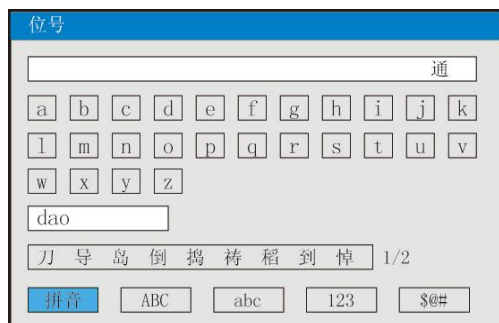 位号
通
a b c d e f g h i j k
l m n o p q r s t u v
w x y z
dao
刀 导 岛 倒 捣 祷 稻 到 悼 1/2
拼音 ABC abc 123 $@#